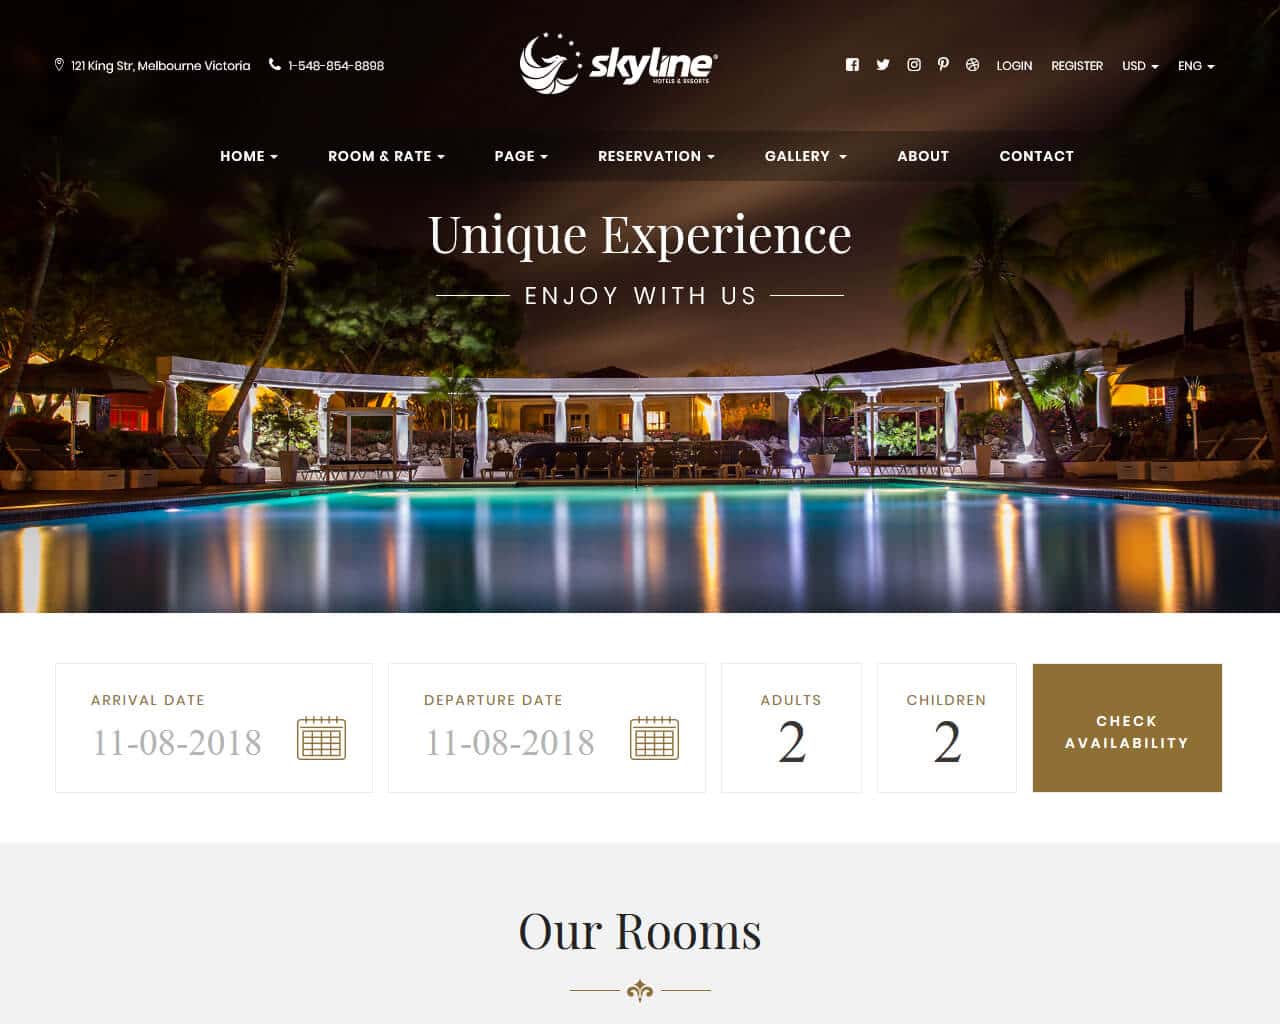 121 King Str, Melbourne Victoria 1-548-854-8898
skyline
HOTELS & RESORTS
LOGIN REGISTER USD ENG
HOME ROOM & RATE PAGE RESERVATION GALLERY ABOUT CONTACT
Unique Experience
ENJOY WITH US
ARRIVAL DATE
11-08-2018
DEPARTURE DATE
11-08-2018
ADULTS
2
CHILDREN
2
CHECK
AVAILABILITY
Our Rooms